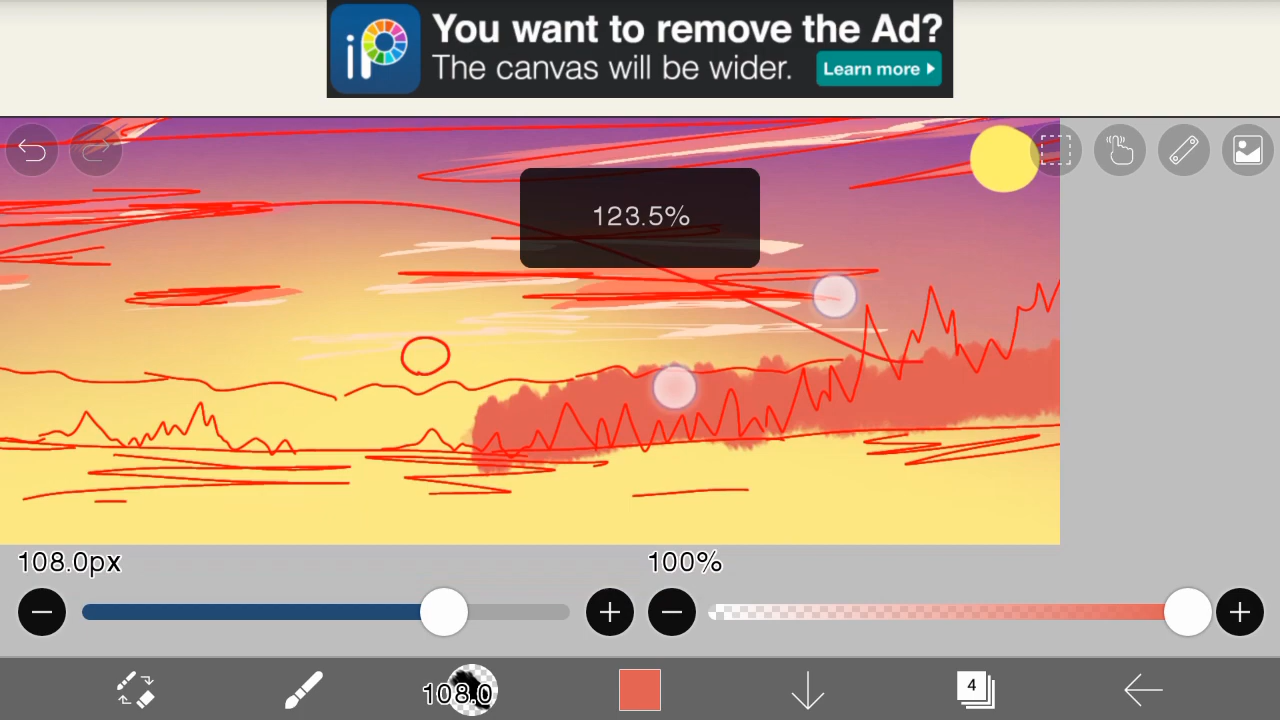 iP
You want to remove the Ad?
The canvas will be wider.
Learn more
123.5%
108.0px
100%
108.0
4